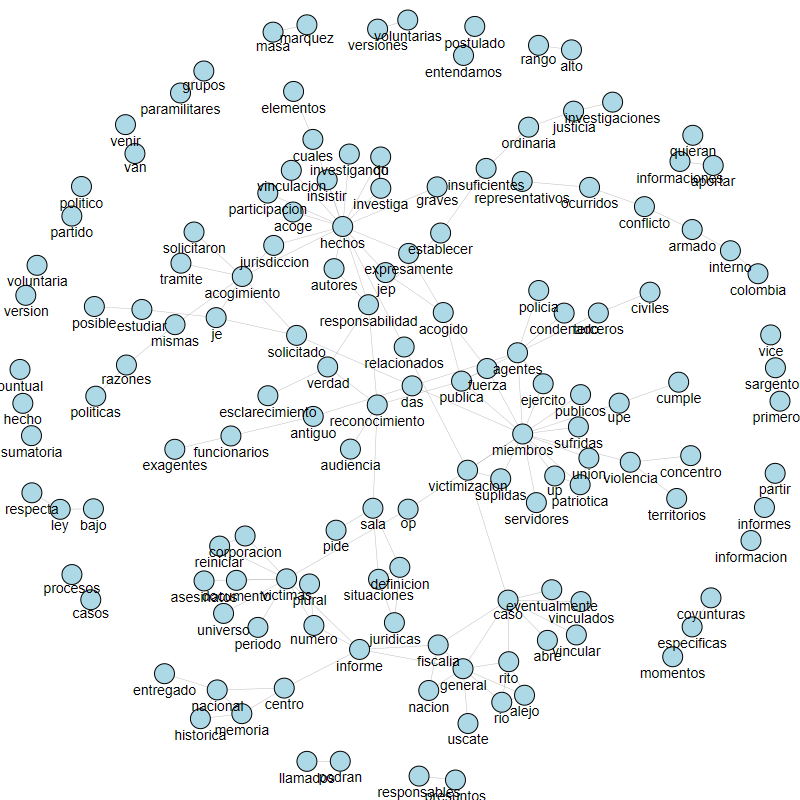 masa
marquez
versiones
voluntarias
postulado
entendamos
rango
alto
grupos
paramilitares
elementos
justicia
investigaciones
ordinaria
venir
van
cuales
investigando
quieran
informaciones
aportar
vinculacion
insistir
investiga
graves
insuficientes
representativos
ocurridos
politico
partido
participacion
acoge
hechos
conflicto
armado
interno
colombia
solicitaron
tramite
jurisdiccion
establecer
expresamente
autores
jep
acogimiento
voluntaria
version
posible
estudiar
mismas
je
responsabilidad
acogido
policia
condenado
terceros
civiles
vice
sargento
primero
solicitado
relacionados
agentes
razones
verdad
fuerza
publica
das
ejercito
publicos
upe
cumple
puntual
hecho
sumatoria
politicas
esclarecimiento
antiguo
reconocimiento
miembros
sufridas
exagentes
funcionarios
audiencia
union
violencia
concentro
territorios
victimizacion
suplidas
up
patriotica
servidores
partir
informes
informacion
respecta
ley
bajo
sala
op
pide
corporacion
reiniclar
situaciones
definicion
procesos
casos
asesinatos
documento
victimas
plural
universo
periodo
numero
juridicas
caso
eventualmente
vinculados
abre
vincular
coyunturas
especificas
momentos
informe
fiscalia
general
rito
entregado
nacional
centro
nacion
rio
alejo
historica
memoria
uscate
llamados
podran
responsables
presuntos